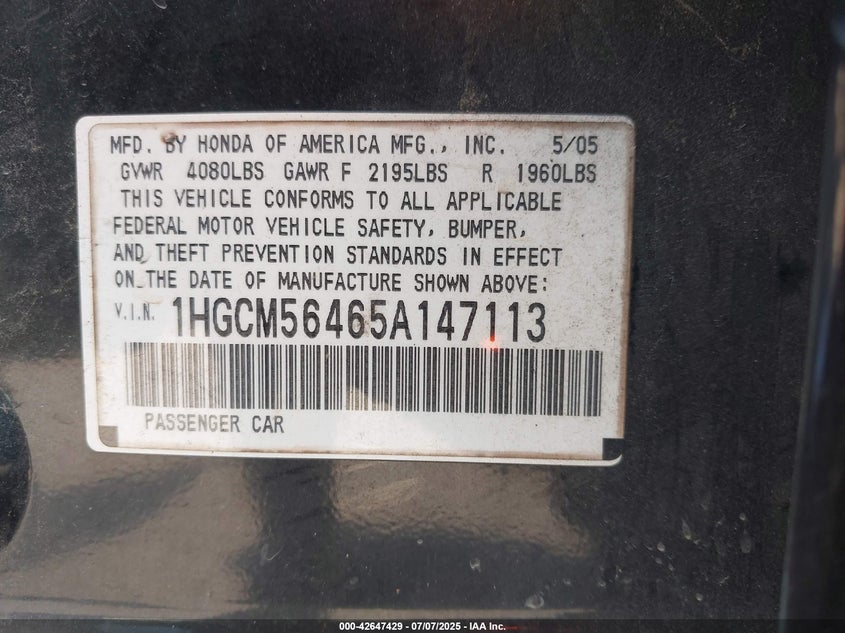 MFD. BY HONDA OF AMERICA MFG., INC. 5/05
GVWR 4080LBS GAWR F 2195LBS R 1960LBS
THIS VEHICLE CONFORMS TO ALL APPLICABLE
FEDERAL MOTOR VEHICLE SAFETY, BUMPER,
AND THEFT PREVENTION STANDARDS IN EFFECT
ON THE DATE OF MANUFACTURE SHOWN ABOVE:
V.I.N. 1HGCM56465A147113
PASSENGER CAR
000-42647429 - 07/07/2025 - IAA Inc.